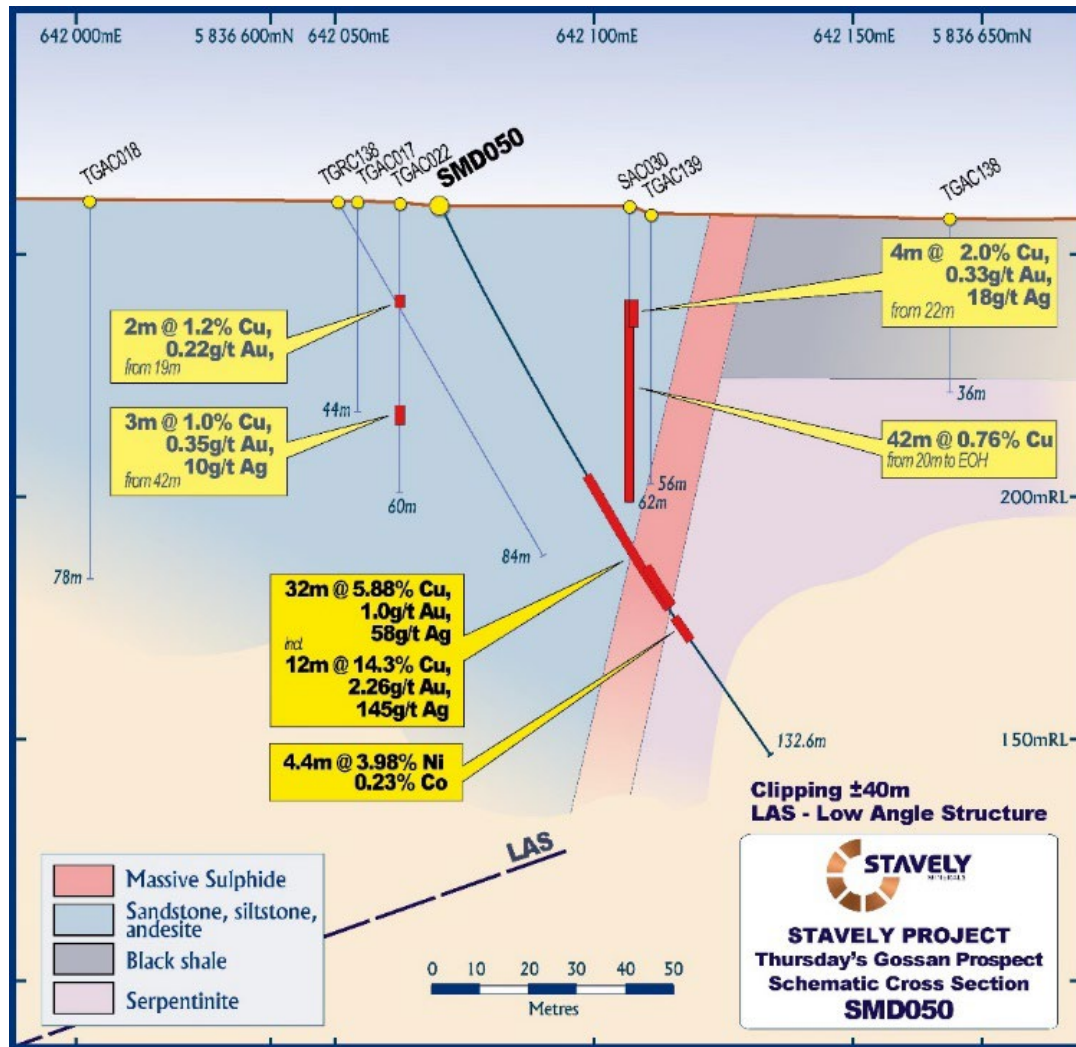 642 000mE
5 836 600mN
642 050mE
642 100mE
642 150mE
5 836 650mN
TGAC018
TGRC138
TGAC017
TGAC022
SMD050
SAC030
TGAC139
TGAC138
4m @ 2.0% Cu,
0.33g/t Au,
18g/t Ag
from 22m
2m @ 1.2% Cu,
0.22g/t Au,
from 19m
3m @ 1.0% Cu,
0.35g/t Au,
10g/t Ag
from 42m
44m
36m
42m @ 0.76% Cu
from 20m to EOH
60m
56m
62m
200mRL
84m
78m
32m @ 5.88% Cu,
1.0g/t Au,
58g/t Ag
incl
12m @ 14.3% Cu,
2.26g/t Au,
145g/t Ag
4.4m @ 3.98% Ni
0.23% Co
132.6m
150mRL
Clipping ±40m
LAS - Low Angle Structure
LAS
Massive Sulphide
Sandstone, siltstone,
andesite
Black shale
Serpentinite
0 10 20 30 40 50
Metres
STAVELY
MINERALS
STAVELY PROJECT
Thursday's Gossan Prospect
Schematic Cross Section
SMD050